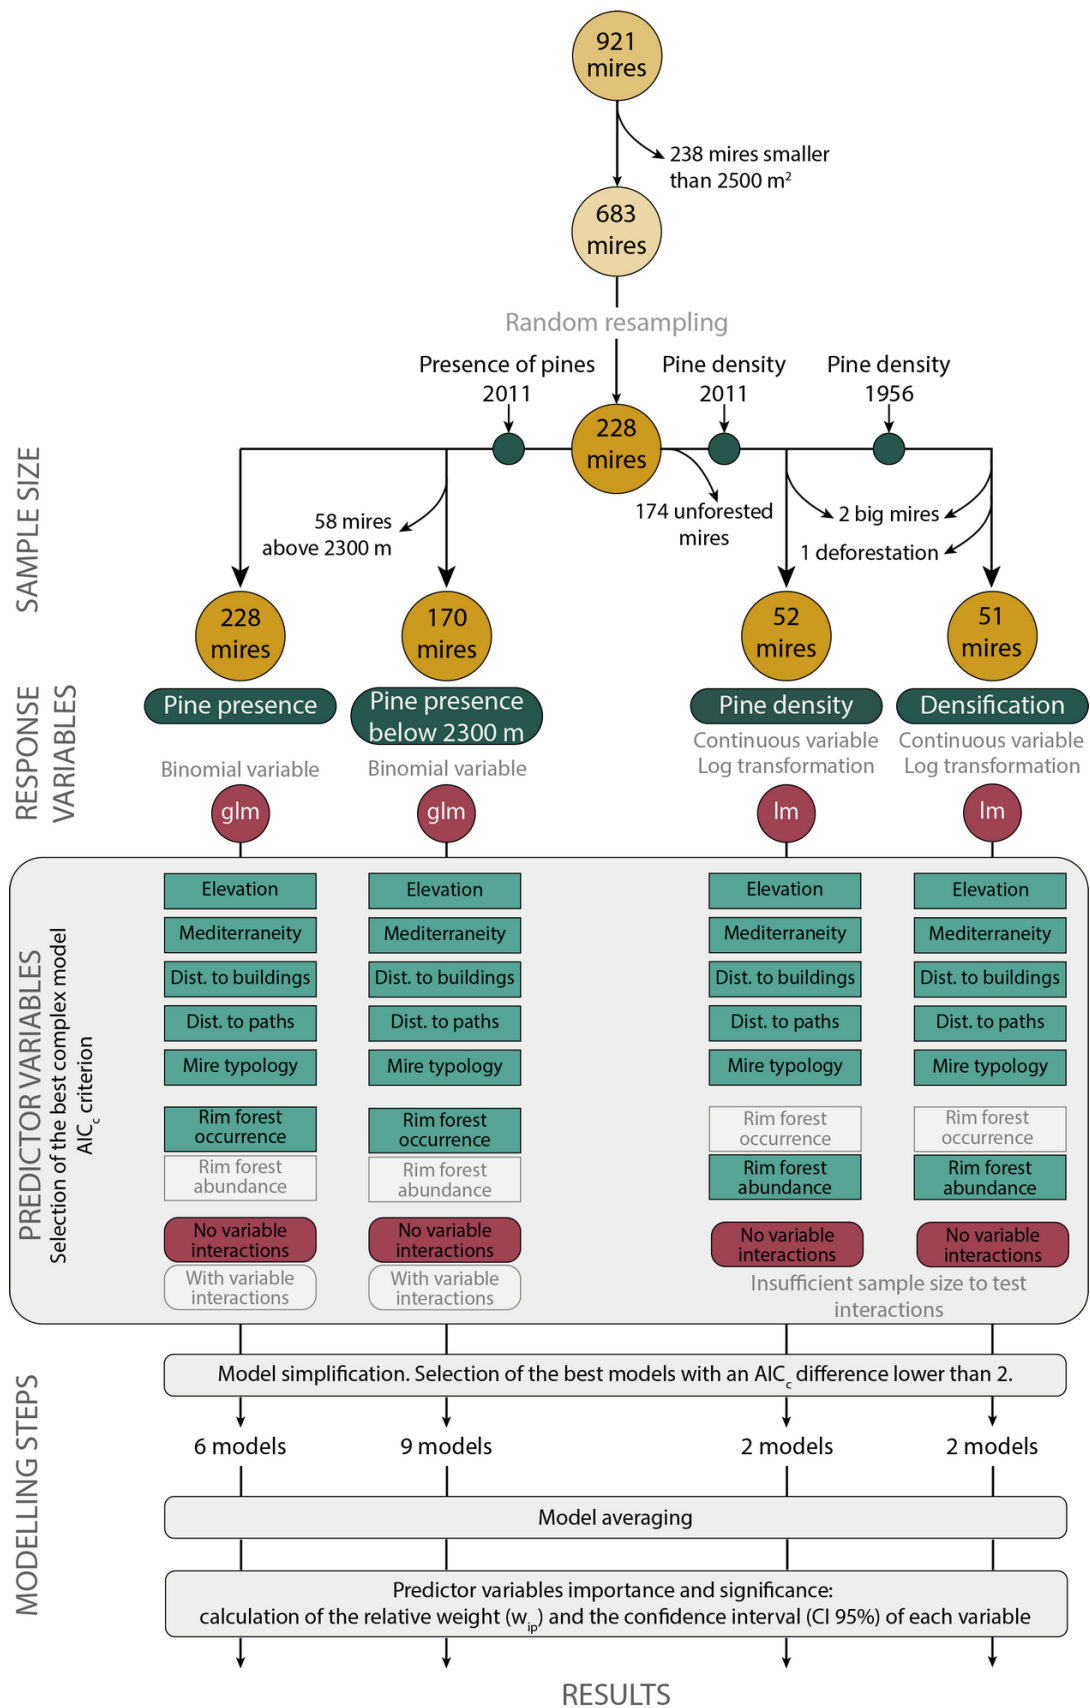 921
mires
238 mires smaller
than 2500 m²
683
mires
Random resampling
Presence of pines
2011
Pine density
2011
Pine density
1956
228
mires
SAMPLE SIZE
58 mires
above 2300 m
174 unforested
mires
2 big mires
1 deforestation
228
mires
170
mires
52
mires
51
mires
RESPONSE
VARIABLES
Pine presence
Pine presence
below 2300 m
Pine density
Densification
Binomial variable
Binomial variable
Continuous variable
Log transformation
Continuous variable
Log transformation
glm
glm
lm
lm
PREDICTOR VARIABLES
Selection of the best complex model
AICc criterion
Elevation
Elevation
Elevation
Elevation
Mediterraneity
Mediterraneity
Mediterraneity
Mediterraneity
Dist. to buildings
Dist. to buildings
Dist. to buildings
Dist. to buildings
Dist. to paths
Dist. to paths
Dist. to paths
Dist. to paths
Mire typology
Mire typology
Mire typology
Mire typology
Rim forest
occurrence
Rim forest
occurrence
Rim forest
occurrence
Rim forest
occurrence
Rim forest
abundance
Rim forest
abundance
Rim forest
abundance
Rim forest
abundance
No variable
interactions
No variable
interactions
No variable
interactions
No variable
interactions
With variable
interactions
With variable
interactions
Insufficient sample size to test
interactions
MODELLING STEPS
Model simplification. Selection of the best models with an AICc difference lower than 2.
6 models
9 models
2 models
2 models
Model averaging
Predictor variables importance and significance:
calculation of the relative weight (wip) and the confidence interval (CI 95%) of each variable
RESULTS